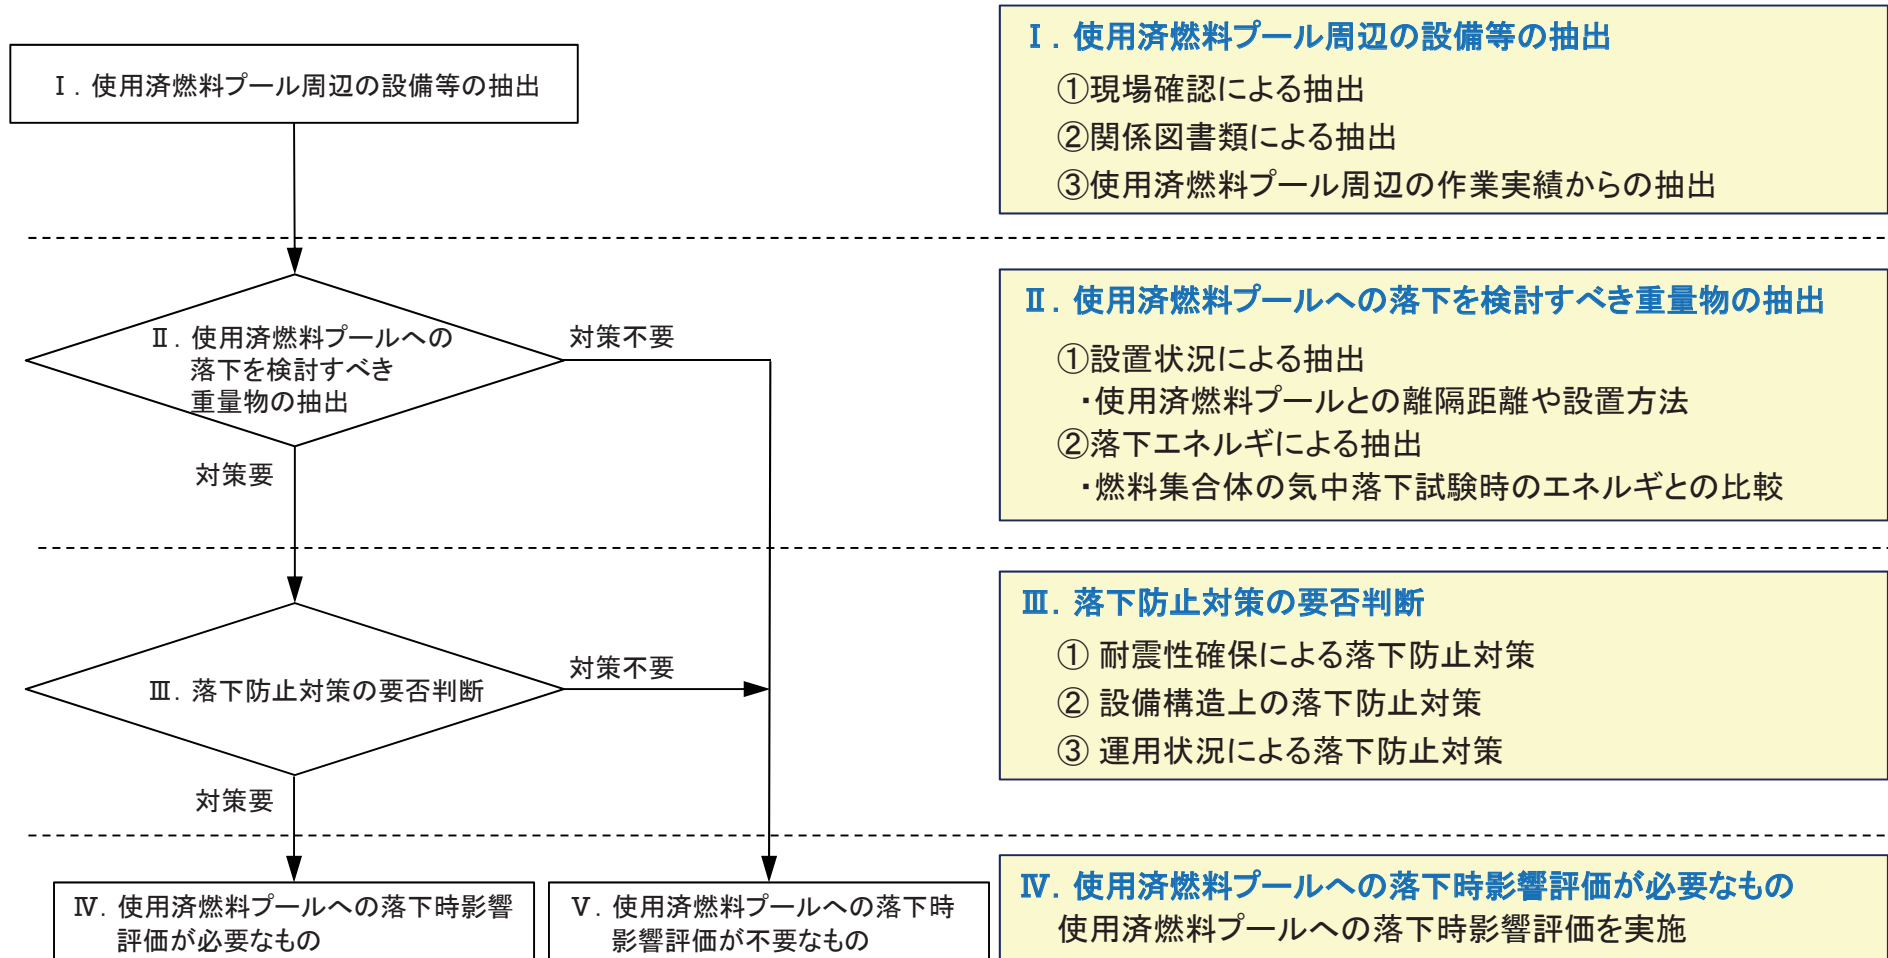 Ⅰ. 使用済燃料プール周辺の設備等の抽出
Ⅱ. 使用済燃料プールへの
落下を検討すべき
重量物の抽出
対策不要
対策要
Ⅲ. 落下防止対策の要否判断
対策不要
対策要
Ⅳ. 使用済燃料プールへの落下時影響
評価が必要なもの
Ⅴ. 使用済燃料プールへの落下時
影響評価が不要なもの
Ⅰ. 使用済燃料プール周辺の設備等の抽出
①現場確認による抽出
②関係図書類による抽出
③使用済燃料プール周辺の作業実績からの抽出
Ⅱ. 使用済燃料プールへの落下を検討すべき重量物の抽出
①設置状況による抽出
・使用済燃料プールとの離隔距離や設置方法
②落下エネルギによる抽出
・燃料集合体の気中落下試験時のエネルギとの比較
Ⅲ. 落下防止対策の要否判断
① 耐震性確保による落下防止対策
② 設備構造上の落下防止対策
③ 運用状況による落下防止対策
Ⅳ. 使用済燃料プールへの落下時影響評価が必要なもの
使用済燃料プールへの落下時影響評価を実施